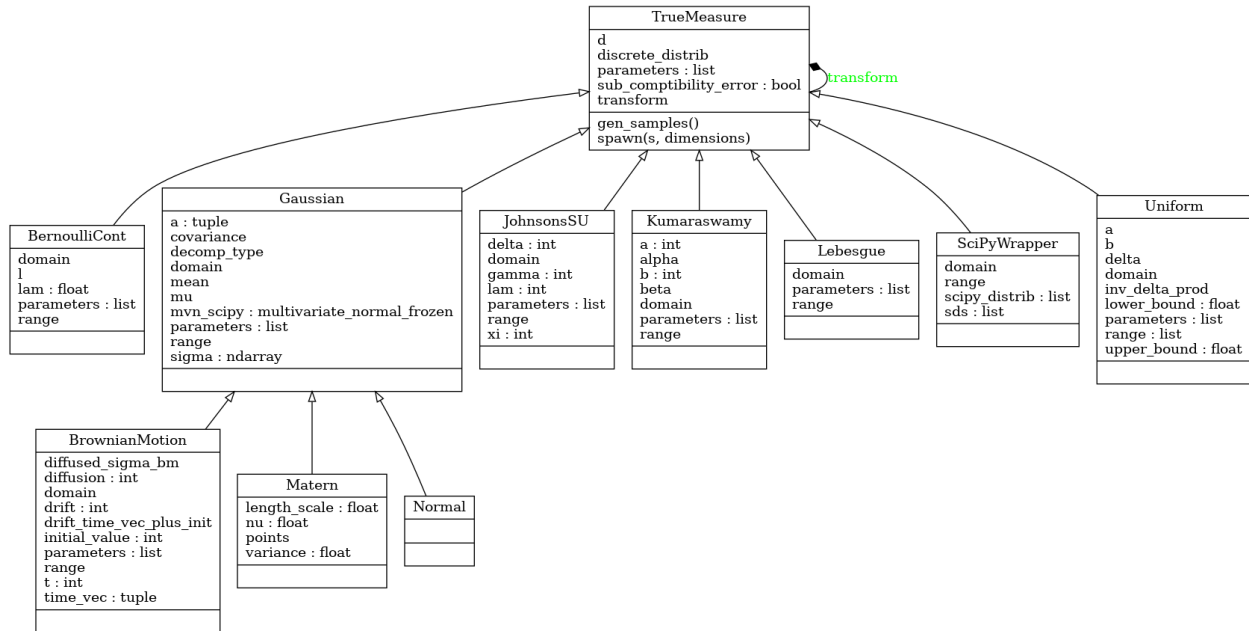 TrueMeasure
d
discrete_distrib
parameters : list
sub_comptibility_error : bool
transform
gen_samples()
spawn(s, dimensions)
transform
BernoulliCont
domain
l
lam : float
parameters : list
range
Gaussian
a : tuple
covariance
decomp_type
domain
mean
mu
mvn_scipy : multivariate_normal_frozen
parameters : list
range
sigma : ndarray
JohnsonsSU
delta : int
domain
gamma : int
lam : int
parameters : list
range
xi : int
Kumaraswamy
a : int
alpha
b : int
beta
domain
parameters : list
range
Lebesgue
domain
parameters : list
range
SciPyWrapper
domain
range
scipy_distrib : list
sds : list
Uniform
a
b
delta
domain
inv_delta_prod
lower_bound : float
parameters : list
range : list
upper_bound : float
BrownianMotion
diffused_sigma_bm
diffusion : int
domain
drift : int
drift_time_vec_plus_init
initial_value : int
parameters : list
range
t : int
time_vec : tuple
Matern
length_scale : float
nu : float
points
variance : float
Normal